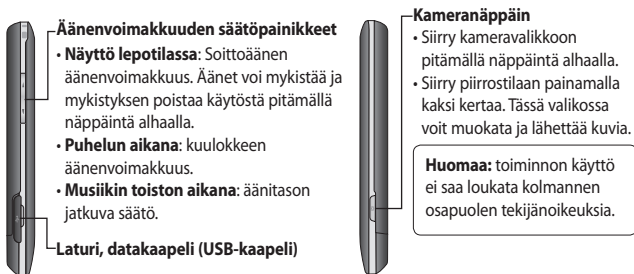 Äänenvoimakkuuden säätöpainikkeet
• Näyttö lepotilassa: Soittoäänen
äänenvoimakkuus. Äänet voi mykistää ja
mykistyksen poistaa käytöstä pitämällä
näppäintä alhaalla.
• Puhelun aikana: kuulokkeen
äänenvoimakkuus.
• Musiikin toiston aikana: äänitason
jatkuva säätö.
Laturi, datakaapeli (USB-kaapeli)
Kameranäppäin
• Siirry kameravalikkoon
pitämällä näppäintä alhaalla.
• Siirry piirrostilaan painamalla
kaksi kertaa. Tässä valikossa
voit muokata ja lähettää kuvia.
Huomaa: toiminnon käyttö
ei saa loukata kolmannen
osapuolen tekijänoikeuksia.